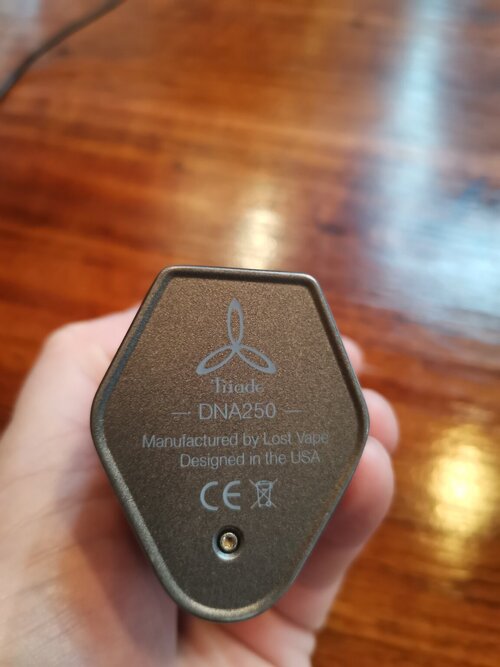 Triade
— DNA250 —
Manufactured by Lost Vape
Designed in the USA
CE